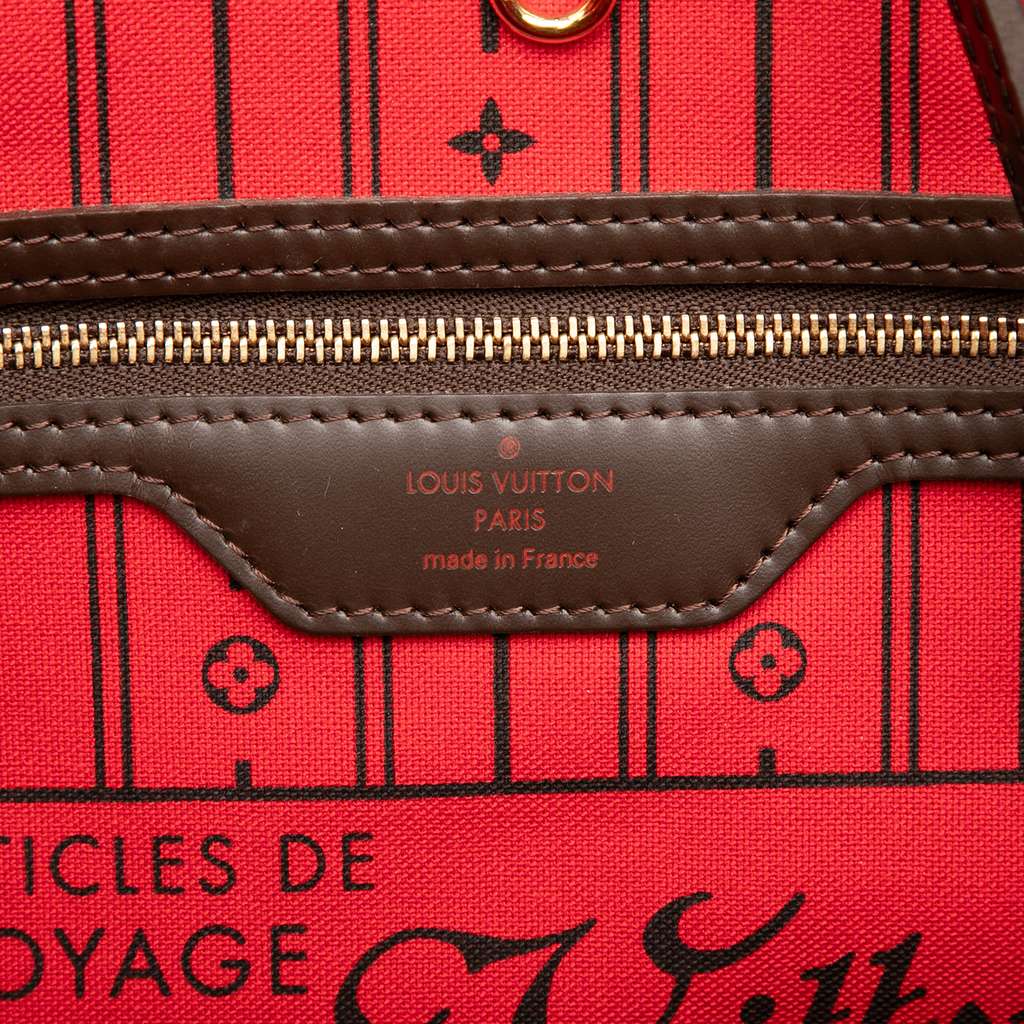 LOUIS VUITTON
PARIS
made in France
TICLES DE
OYAGE